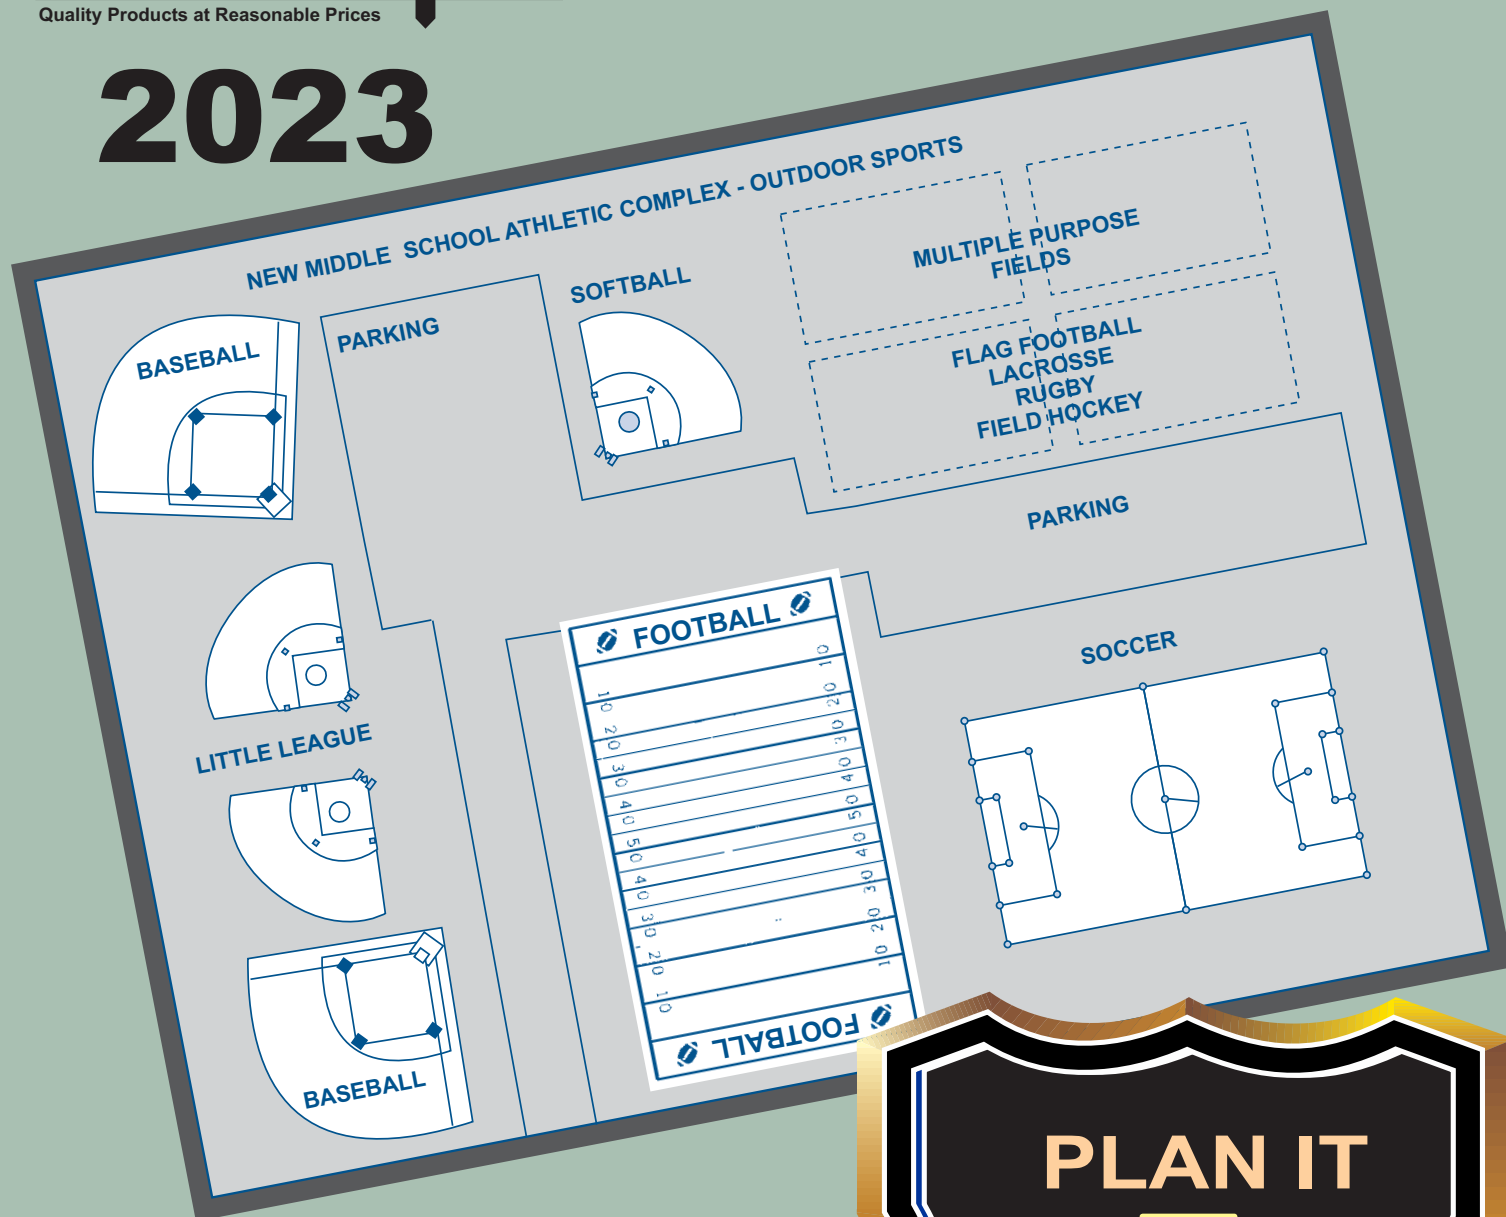 Quality Products at Reasonable Prices
2023
NEW MIDDLE SCHOOL ATHLETIC COMPLEX - OUTDOOR SPORTS
BASEBALL
PARKING
SOFTBALL
MULTIPLE PURPOSE
FIELDS
FLAG FOOTBALL
LACROSSE
RUGBY
FIELD HOCKEY
PARKING
LITTLE LEAGUE
FOOTBALL
10
20
30
40
50
40
30
20
10
10
20
30
40
50
40
30
20
10
FOOTBALL
SOCCER
BASEBALL
PLAN IT